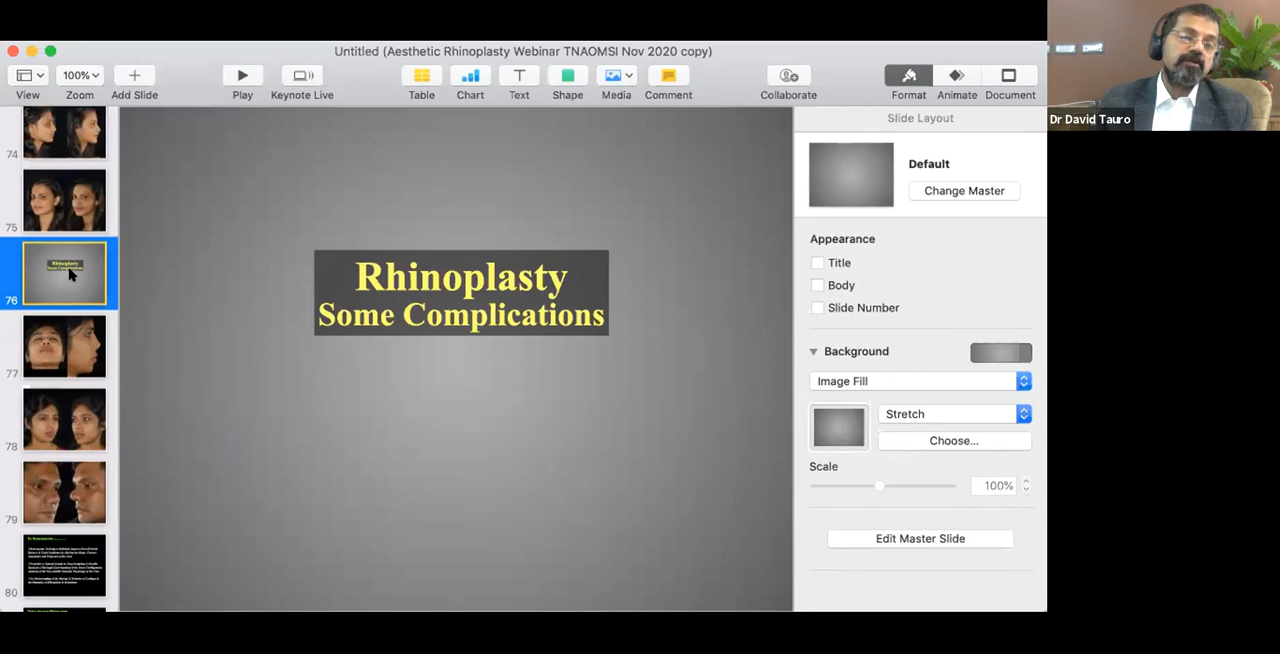 Untitled (Aesthetic Rhinoplasty Webinar TNAOMSI Nov 2020 copy)
100%
View
Zoom
Add Slide
Play
Keynote Live
Table
Chart
Text
Shape
Media
Comment
Collaborate
Format
Animate
Document
Dr David Tauro
74
75
76
77
78
79
80
Rhinoplasty
Some Complications
Rhinoplasty
Some Complications
Slide Layout
Default
Change Master
Appearance
Title
Body
Slide Number
Background
Image Fill
Stretch
Choose...
Scale
100%
Edit Master Slide